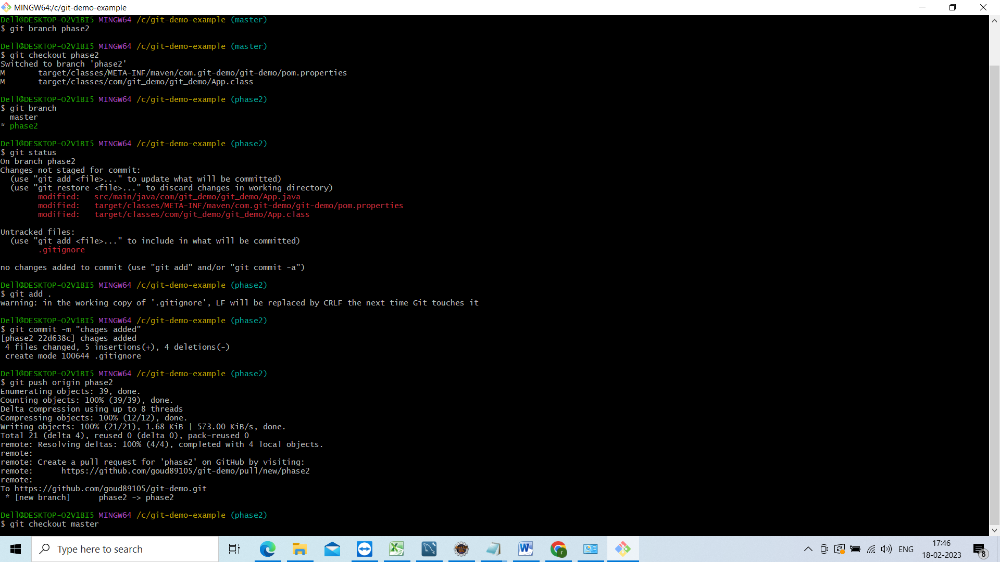 MINGW64:/c/git-demo-example
Dell@DESKTOP-O2V1BI5 MINGW64 /c/git-demo-example (master)
$ git branch phase2
Dell@DESKTOP-O2V1BI5 MINGW64 /c/git-demo-example (master)
$ git checkout phase2
Switched to branch 'phase2'
M       target/classes/META-INF/maven/com.git-demo/git-demo/pom.properties
M       target/classes/com/git_demo/git_demo/App.class
Dell@DESKTOP-O2V1BI5 MINGW64 /c/git-demo-example (phase2)
$ git branch
  master
* phase2
Dell@DESKTOP-O2V1BI5 MINGW64 /c/git-demo-example (phase2)
$ git status
On branch phase2
Changes not staged for commit:
  (use "git add <file>..." to update what will be committed)
  (use "git restore <file>..." to discard changes in working directory)
        modified:   src/main/java/com/git_demo/git_demo/App.java
        modified:   target/classes/META-INF/maven/com.git-demo/git-demo/pom.properties
        modified:   target/classes/com/git_demo/git_demo/App.class
Untracked files:
  (use "git add <file>..." to include in what will be committed)
        .gitignore
no changes added to commit (use "git add" and/or "git commit -a")
Dell@DESKTOP-O2V1BI5 MINGW64 /c/git-demo-example (phase2)
$ git add .
warning: in the working copy of '.gitignore', LF will be replaced by CRLF the next time Git touches it
Dell@DESKTOP-O2V1BI5 MINGW64 /c/git-demo-example (phase2)
$ git commit -m "chages added"
[phase2 22d638c] chages added
 4 files changed, 5 insertions(+), 4 deletions(-)
 create mode 100644 .gitignore
Dell@DESKTOP-O2V1BI5 MINGW64 /c/git-demo-example (phase2)
$ git push origin phase2
Enumerating objects: 39, done.
Counting objects: 100% (39/39), done.
Delta compression using up to 8 threads
Compressing objects: 100% (12/12), done.
Writing objects: 100% (21/21), 1.68 KiB | 573.00 KiB/s, done.
Total 21 (delta 4), reused 0 (delta 0), pack-reused 0
remote: Resolving deltas: 100% (4/4), completed with 4 local objects.
remote:
remote: Create a pull request for 'phase2' on GitHub by visiting:
remote:      https://github.com/goud89105/git-demo/pull/new/phase2
remote:
To https://github.com/goud89105/git-demo.git
 * [new branch]      phase2 -> phase2
Dell@DESKTOP-O2V1BI5 MINGW64 /c/git-demo-example (phase2)
$ git checkout master
Type here to search
ENG
17:46
18-02-2023
8